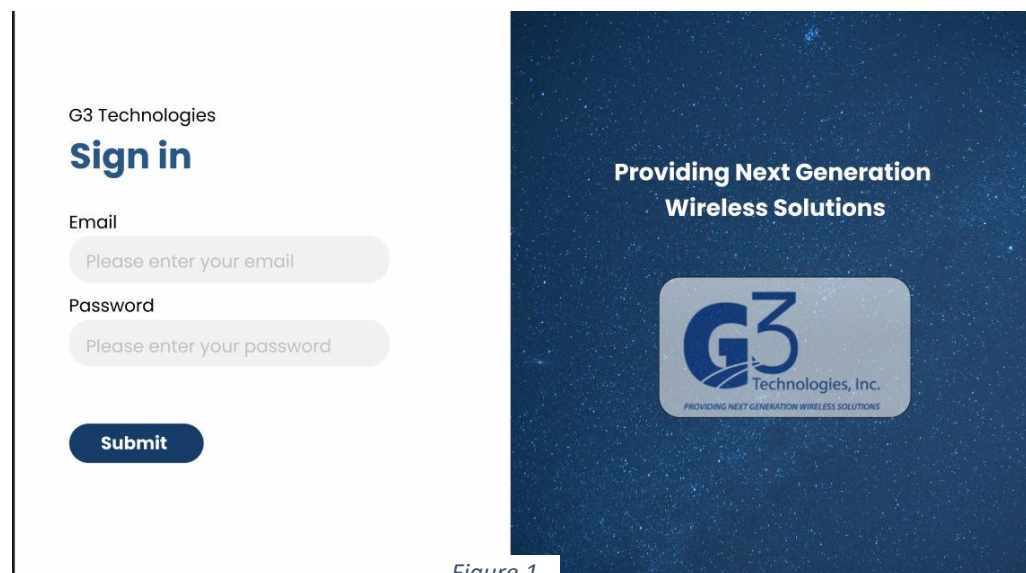 G3 Technologies
Sign in
Email
Please enter your email
Password
Please enter your password
Submit
Providing Next Generation
Wireless Solutions
G3
Technologies, Inc.
PROVIDING NEXT GENERATION WIRELESS SOLUTIONS
Figure 1